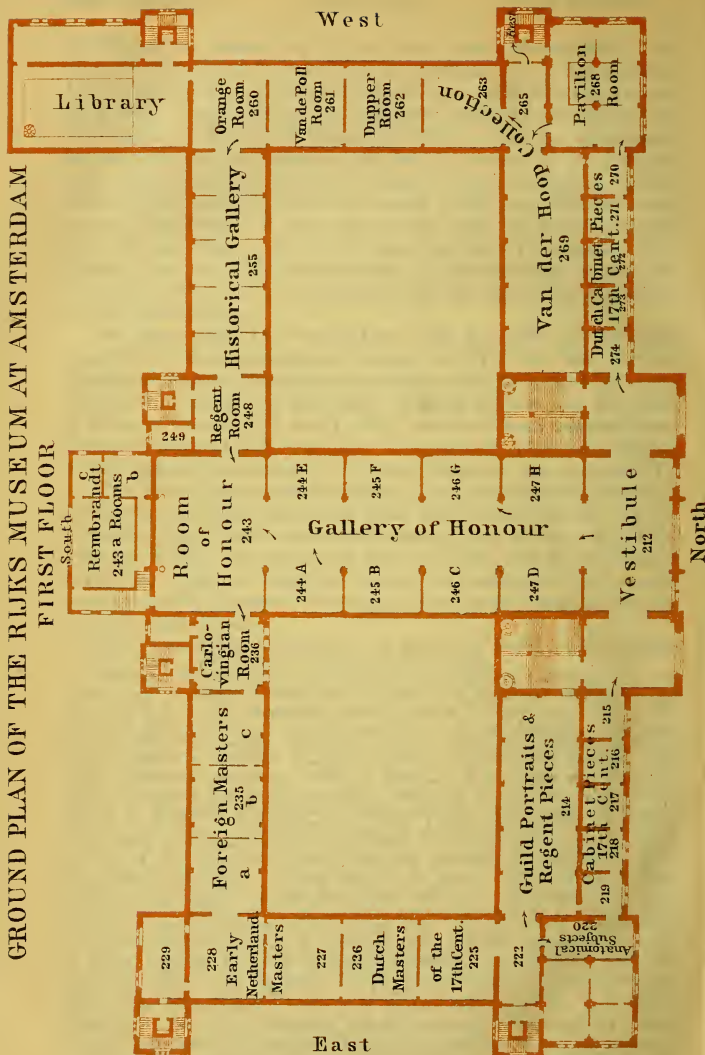 GROUND PLAN OF THE RIJKS MUSEUM AT AMSTERDAM
FIRST FLOOR
West
Library
Orange
Room
260
Van de Poll
Room
261
Dupper
Room
262
263
Collection
265
Pavilion
268
Room
Historical Gallery
255
Van der Hoop
269
Dutch Cabinet Pieces
17th Cent.
270
271
272
273
274
249
Regent
Room
248
South
Rembrandt
243 a Rooms
c
b
Room
of
Honour
243
244 E
245 F
246 G
247 H
Gallery of Honour
244 A
245 B
246 C
247 D
Vestibule
212
North
Carlo-
vingian
Room
236
Foreign Masters
235
a
b
c
Guild Portraits &
Regent Pieces
214
Cabinet Pieces
17th Cent.
215
216
217
218
219
229
228
Early
Netherland.
Masters
227
226
Dutch
Masters
of the
17th Cent.
225
222
220
Anatomical
Subjects
East